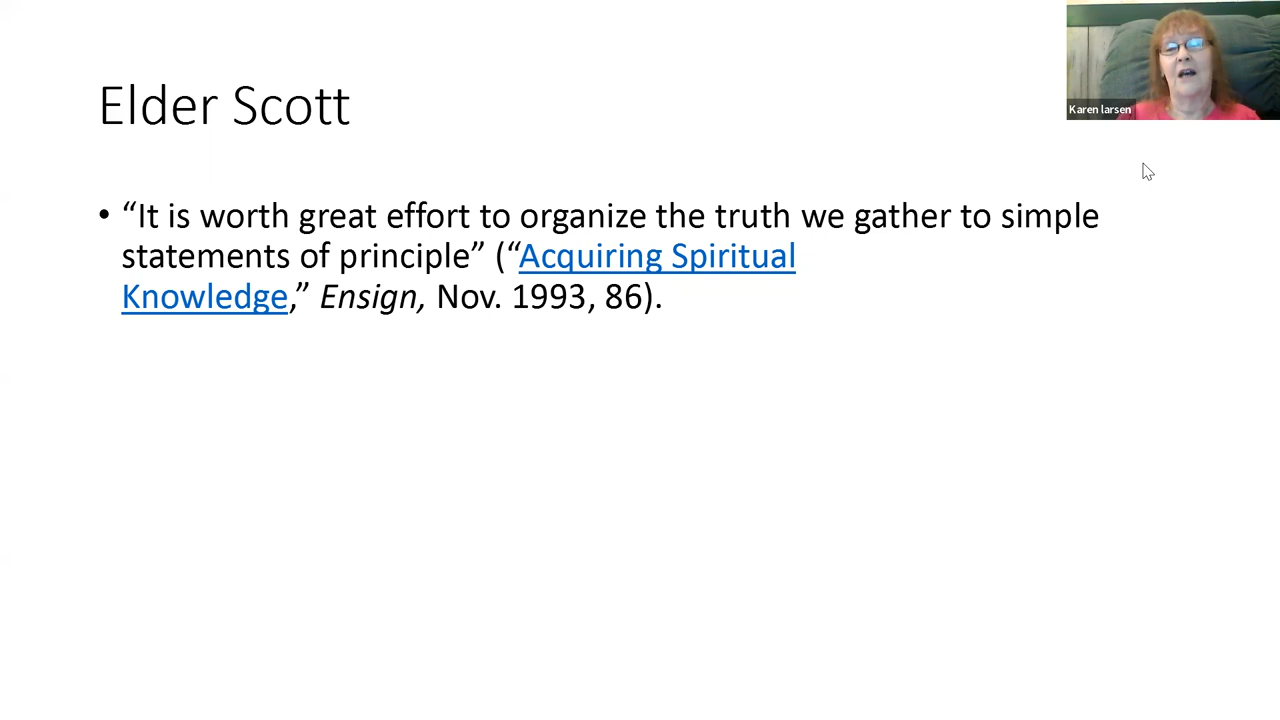 Elder Scott
Karen larsen
• “It is worth great effort to organize the truth we gather to simple
statements of principle” (“Acquiring Spiritual
Knowledge,” Ensign, Nov. 1993, 86).